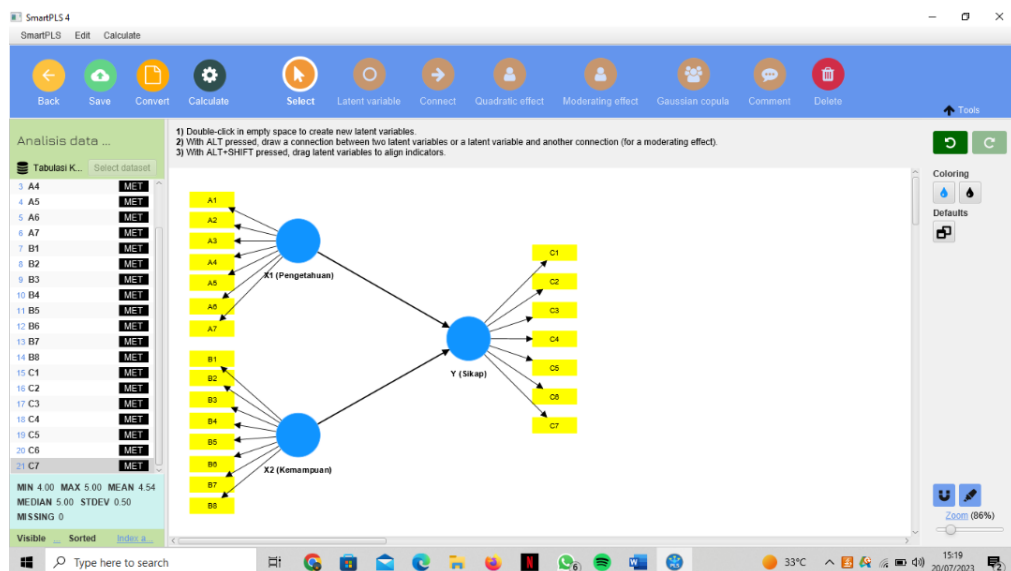 SmartPLS 4
SmartPLS Edit Calculate
Back Save Convert Calculate Select Latent variable Connect Quadratic effect Moderating effect Gaussian copula Comment Delete
Tools
Analisis data ...
Tabulasi K... Select dataset
3 A4 MET
4 A5 MET
5 A6 MET
6 A7 MET
7 B1 MET
8 B2 MET
9 B3 MET
10 B4 MET
11 B5 MET
12 B6 MET
13 B7 MET
14 B8 MET
15 C1 MET
16 C2 MET
17 C3 MET
18 C4 MET
19 C5 MET
20 C6 MET
21 C7 MET
MIN 4.00 MAX 5.00 MEAN 4.54
MEDIAN 5.00 STDEV 0.50
MISSING 0
Visible ... Sorted Index a...
1) Double-click in empty space to create new latent variables.
2) With ALT pressed, draw a connection between two latent variables or a latent variable and another connection (for a moderating effect).
3) With ALT+SHIFT pressed, drag latent variables to align indicators.
A1
A2
A3
A4
A5
A6
A7
X1 (Pengetahuan)
B1
B2
B3
B4
B5
B6
B7
B8
X2 (Kemampuan)
Y (Sikap)
C1
C2
C3
C4
C5
C6
C7
Coloring
Defaults
Zoom (86%)
Type here to search
33°C
15:19
20/07/2023